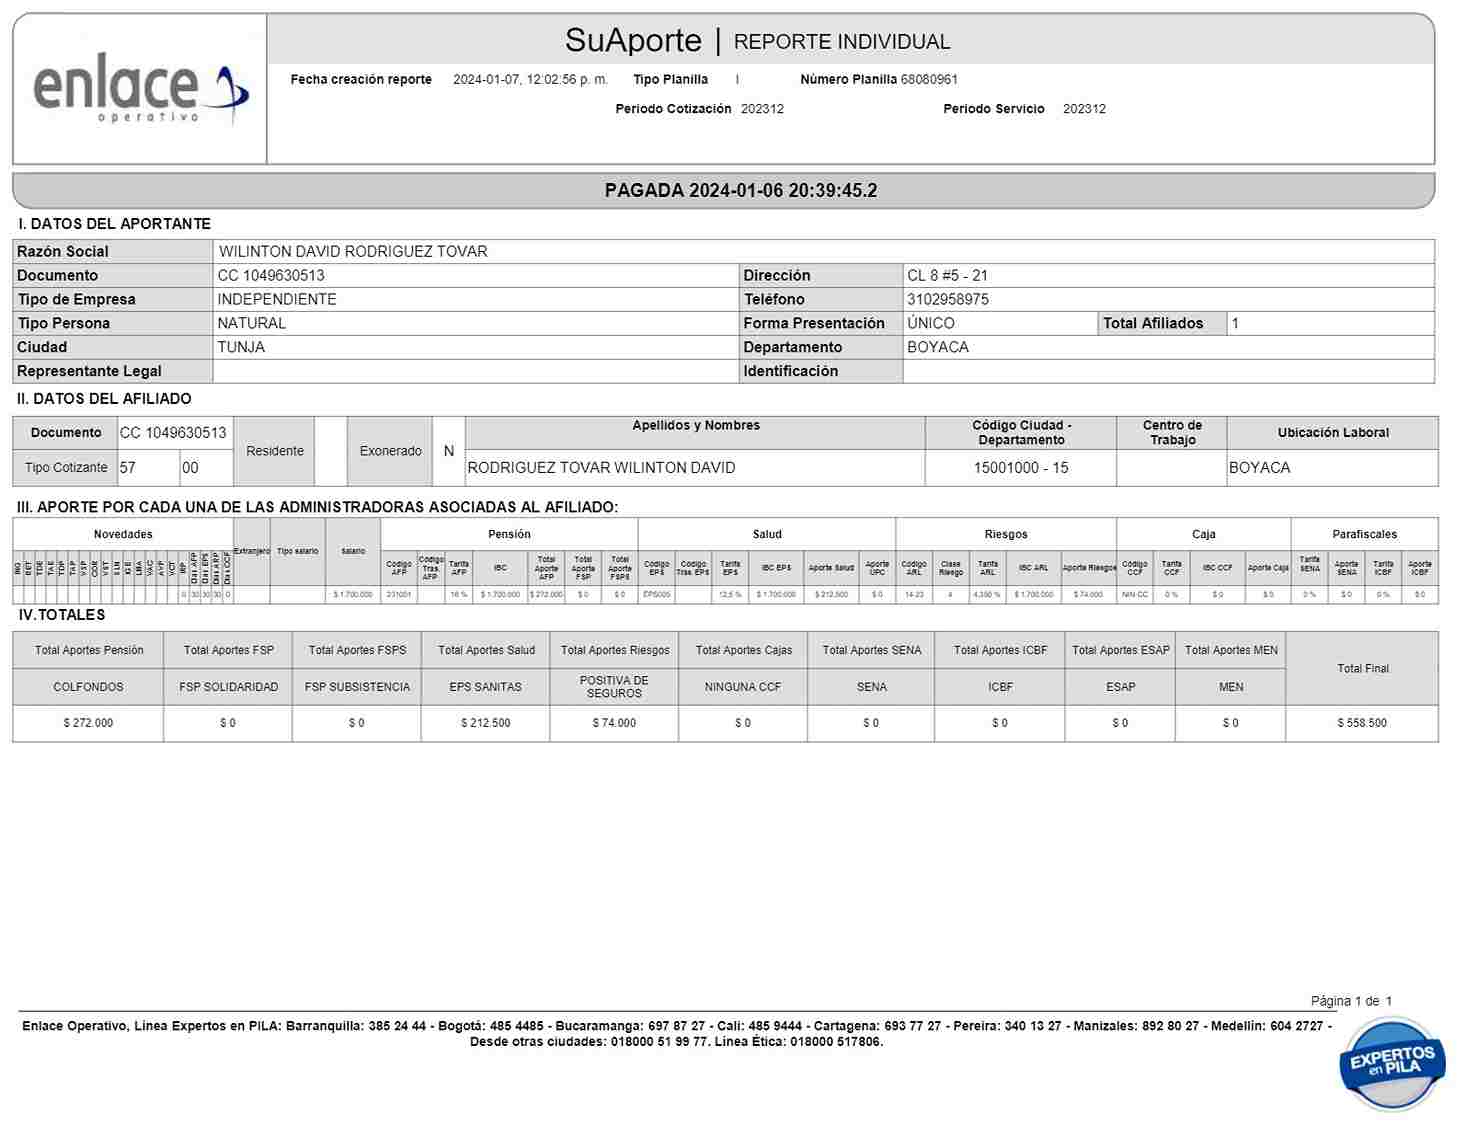 enlace
operativo
SuAporte | REPORTE INDIVIDUAL
Fecha creación reporte 2024-01-07, 12:02:56 p. m. Tipo Planilla I Número Planilla 68080961
Periodo Cotización 202312 Periodo Servicio 202312
PAGADA 2024-01-06 20:39:45.2
I. DATOS DEL APORTANTE
Razón Social WILINTON DAVID RODRIGUEZ TOVAR
Documento CC 1049630513 Dirección CL 8 #5 - 21
Tipo de Empresa INDEPENDIENTE Teléfono 3102958975
Tipo Persona NATURAL Forma Presentación ÚNICO Total Afiliados 1
Ciudad TUNJA Departamento BOYACA
Representante Legal Identificación
II. DATOS DEL AFILIADO
Documento CC 1049630513 Residente Exonerado N Apellidos y Nombres Código Ciudad - Departamento Centro de Trabajo Ubicación Laboral
Tipo Cotizante 57 00 RODRIGUEZ TOVAR WILINTON DAVID 15001000 - 15 BOYACA
III. APORTE POR CADA UNA DE LAS ADMINISTRADORAS ASOCIADAS AL AFILIADO:
Novedades Extranjero Tipo salario Salario Pensión Salud Riesgos Caja Parafiscales
ING RET TDE TAE TDP TAP VSP COR VST SLN IGE LMA VAC AVP VCT IRP Días AFP Días EPS Días ARP Días CCF Código AFP Código Tras. AFP Tarifa AFP IBC Total Aporte AFP Total Aporte FSP Total Aporte FSPS Código EPS Código Tras. EPS Tarifa EPS IBC EPS Aporte Salud Aporte UPC Código ARL Clase Riesgo Tarifa ARL IBC ARL Aporte Riesgos Código CCF Tarifa CCF IBC CCF Aporte Caja Tarifa SENA Aporte SENA Tarifa ICBF Aporte ICBF
0 30 30 30 0 $ 1.700.000 231001 16 % $ 1.700.000 $ 272.000 $ 0 $ 0 EPS005 12,5 % $ 1.700.000 $ 212.500 $ 0 14-23 4 4,350 % $ 1.700.000 $ 74.000 NIN-CC 0 % $ 0 $ 0 0 % $ 0 0 % $ 0
IV.TOTALES
Total Aportes Pensión Total Aportes FSP Total Aportes FSPS Total Aportes Salud Total Aportes Riesgos Total Aportes Cajas Total Aportes SENA Total Aportes ICBF Total Aportes ESAP Total Aportes MEN Total Final
COLFONDOS FSP SOLIDARIDAD FSP SUBSISTENCIA EPS SANITAS POSITIVA DE SEGUROS NINGUNA CCF SENA ICBF ESAP MEN
$ 272.000 $ 0 $ 0 $ 212.500 $ 74.000 $ 0 $ 0 $ 0 $ 0 $ 0 $ 558.500
Página 1 de 1
Enlace Operativo, Línea Expertos en PILA: Barranquilla: 385 24 44 - Bogotá: 485 4485 - Bucaramanga: 697 87 27 - Cali: 485 9444 - Cartagena: 693 77 27 - Pereira: 340 13 27 - Manizales: 892 80 27 - Medellín: 604 2727 -
Desde otras ciudades: 018000 51 99 77. Línea Ética: 018000 517806.
EXPERTOS
en PILA